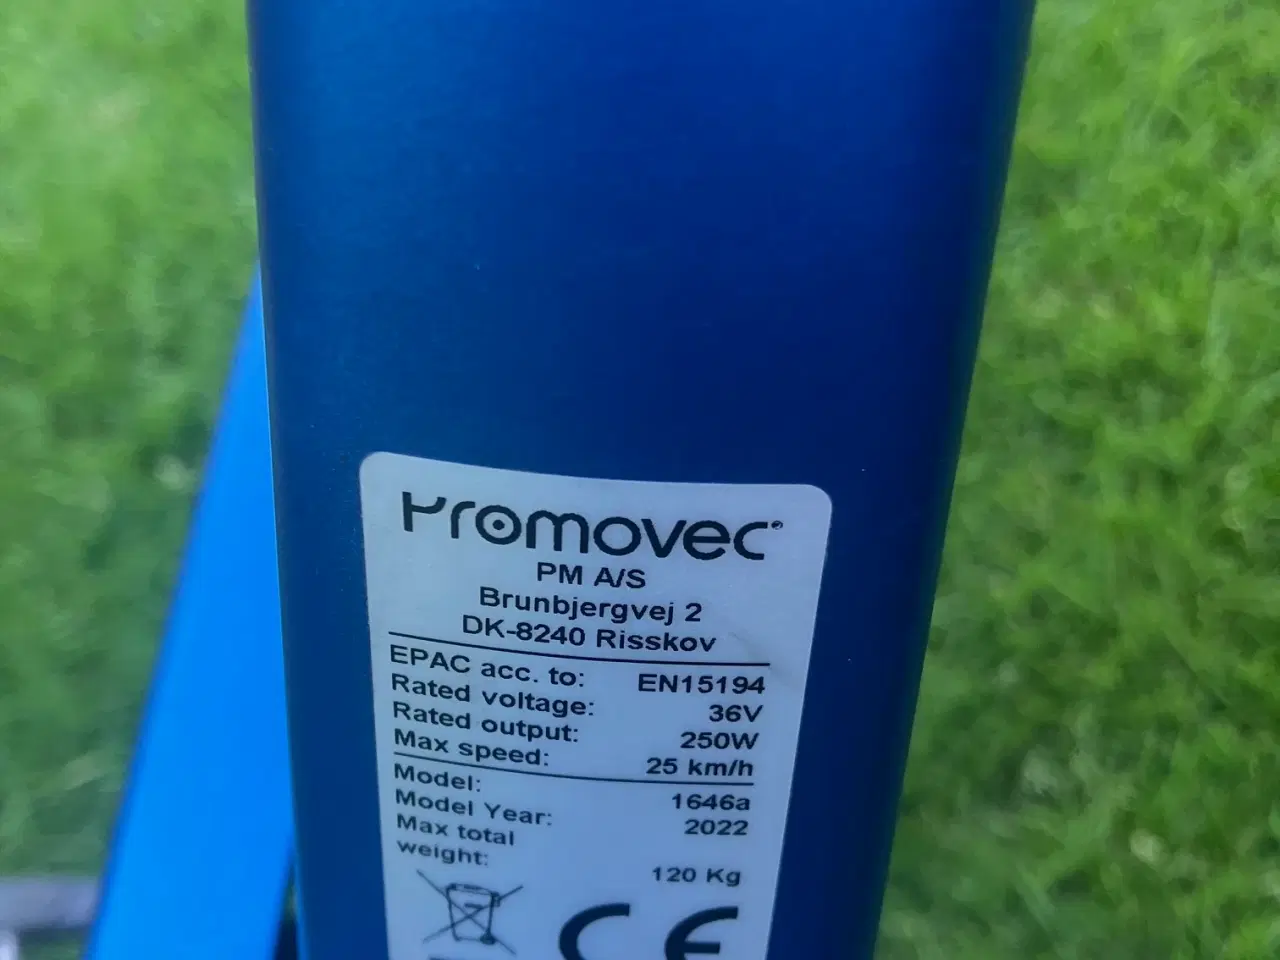 Promovec®
PM A/S
Brunbjergvej 2
DK-8240 Risskov
EPAC acc. to: EN15194
Rated voltage: 36V
Rated output: 250W
Max speed: 25 km/h
Model: 1646a
Model Year: 2022
Max total
weight: 120 Kg
CE